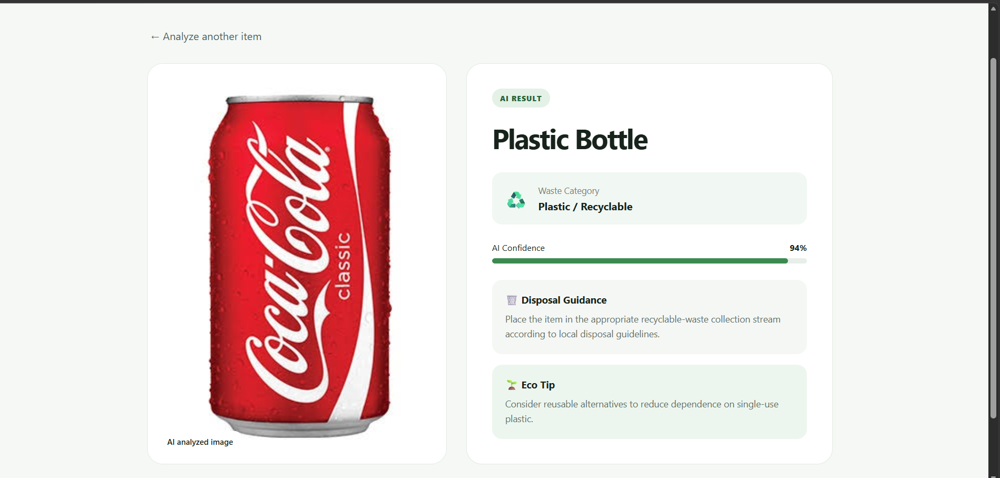 ← Analyze another item
Coca-Cola
classic
AI analyzed image
AI RESULT
Plastic Bottle
Waste Category
Plastic / Recyclable
AI Confidence
94%
Disposal Guidance
Place the item in the appropriate recyclable-waste collection stream
according to local disposal guidelines.
Eco Tip
Consider reusable alternatives to reduce dependence on single-use
plastic.